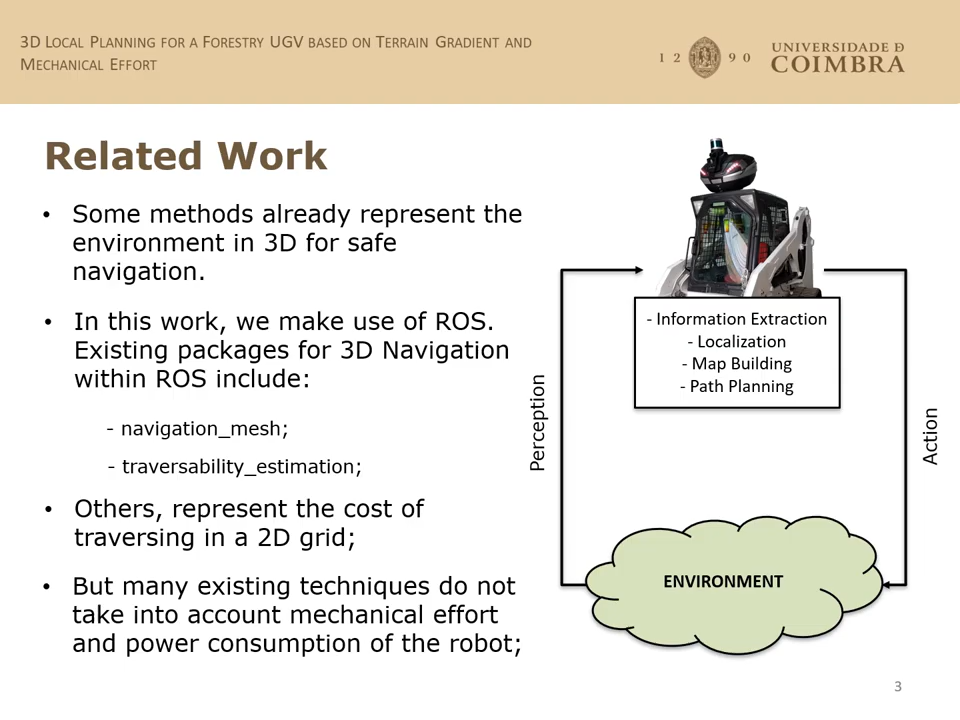 3D Local Planning for a Forestry UGV based on Terrain Gradient and
Mechanical Effort
12 90
UNIVERSIDADE D
COIMBRA
Related Work
• Some methods already represent the
environment in 3D for safe
navigation.
• In this work, we make use of ROS.
Existing packages for 3D Navigation
within ROS include:
- navigation_mesh;
- traversability_estimation;
• Others, represent the cost of
traversing in a 2D grid;
• But many existing techniques do not
take into account mechanical effort
and power consumption of the robot;
- Information Extraction
- Localization
- Map Building
- Path Planning
Perception
Action
ENVIRONMENT
3